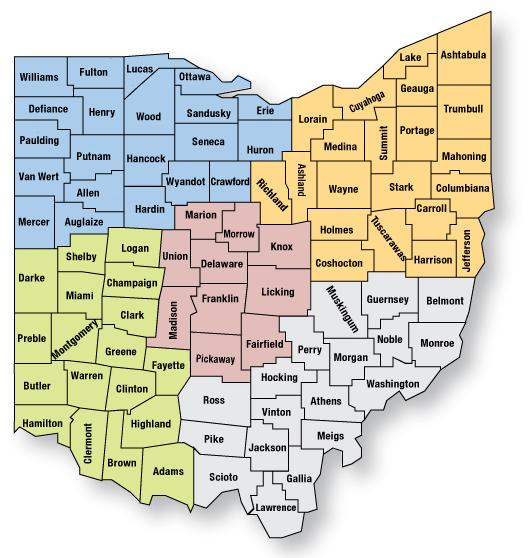 Lake
Ashtabula
Williams
Fulton
Lucas
Ottawa
Geauga
Cuyahoga
Trumbull
Defiance
Henry
Wood
Sandusky
Erie
Lorain
Medina
Summit
Portage
Paulding
Putnam
Hancock
Seneca
Huron
Mahoning
Van Wert
Allen
Wyandot
Crawford
Richland
Ashland
Wayne
Stark
Columbiana
Mercer
Auglaize
Hardin
Marion
Morrow
Carroll
Holmes
Tuscarawas
Jefferson
Logan
Union
Knox
Shelby
Delaware
Coshocton
Harrison
Darke
Champaign
Miami
Franklin
Licking
Muskingum
Guernsey
Belmont
Clark
Madison
Preble
Montgomery
Greene
Fairfield
Perry
Noble
Monroe
Morgan
Pickaway
Fayette
Butler
Warren
Clinton
Hocking
Washington
Ross
Athens
Vinton
Hamilton
Clermont
Highland
Pike
Jackson
Meigs
Brown
Adams
Scioto
Gallia
Lawrence